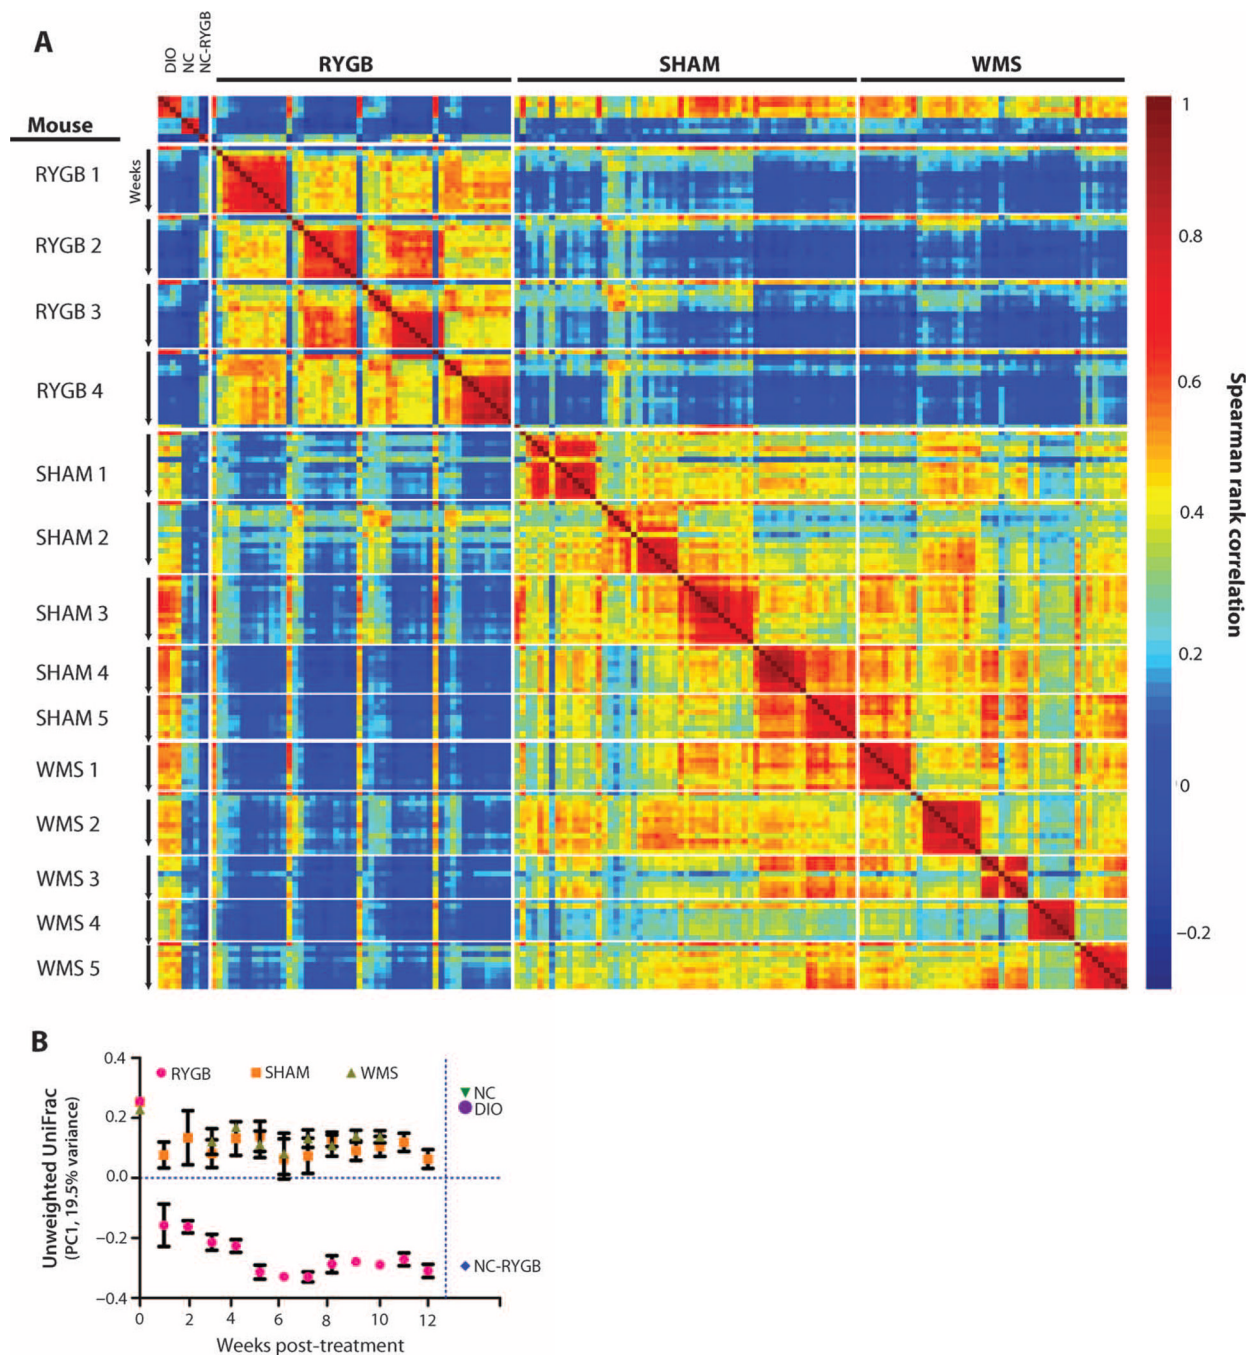 A
DIO
NC
NC-RYGB
RYGB
SHAM
WMS
Mouse
Weeks
RYGB 1
RYGB 2
RYGB 3
RYGB 4
SHAM 1
SHAM 2
SHAM 3
SHAM 4
SHAM 5
WMS 1
WMS 2
WMS 3
WMS 4
WMS 5
1
0.8
0.6
0.4
0.2
0
−0.2
Spearman rank correlation
B
RYGB
SHAM
WMS
NC
DIO
NC-RYGB
Unweighted UniFrac
(PC1, 19.5% variance)
0.4
0.2
0.0
−0.2
−0.4
0 2 4 6 8 10 12
Weeks post-treatment